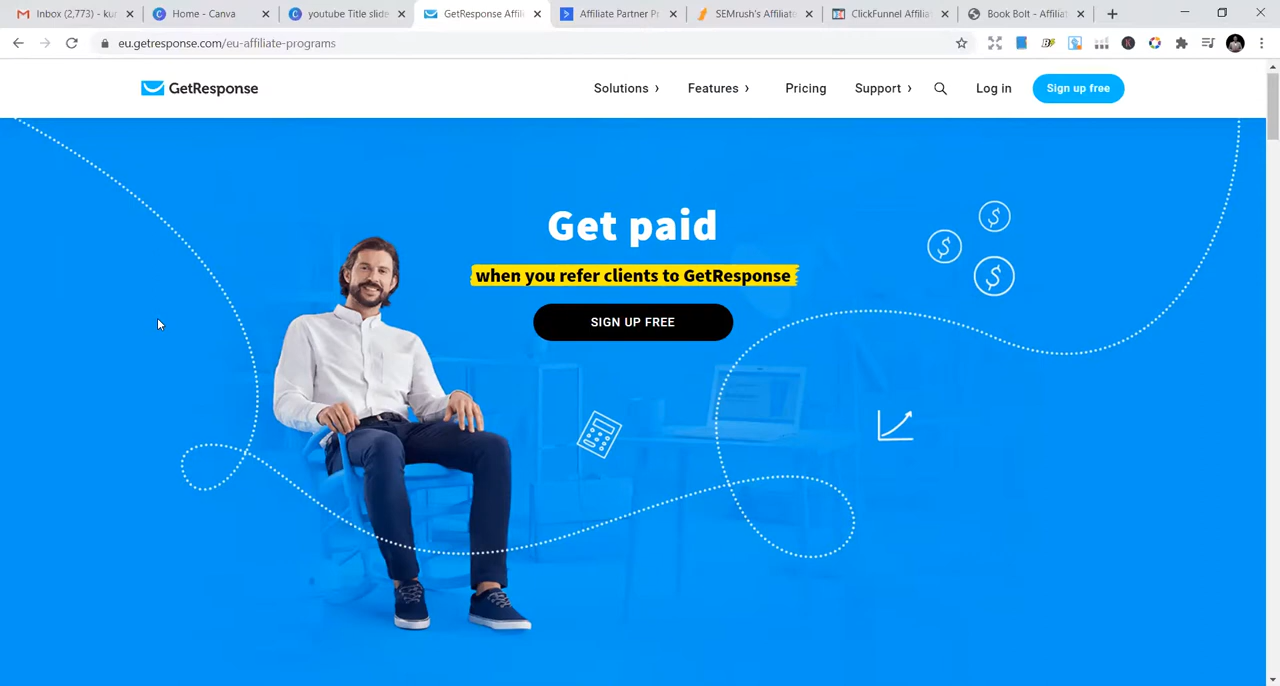 Inbox (2,773) - kur
Home - Canva
youtube Title slide
GetResponse Affil
Affiliate Partner Pr
SEMrush's Affiliate
ClickFunnel Affilia
Book Bolt - Affiliat
eu.getresponse.com/eu-affiliate-programs
GetResponse
Solutions
Features
Pricing
Support
Log in
Sign up free
Get paid
when you refer clients to GetResponse
SIGN UP FREE